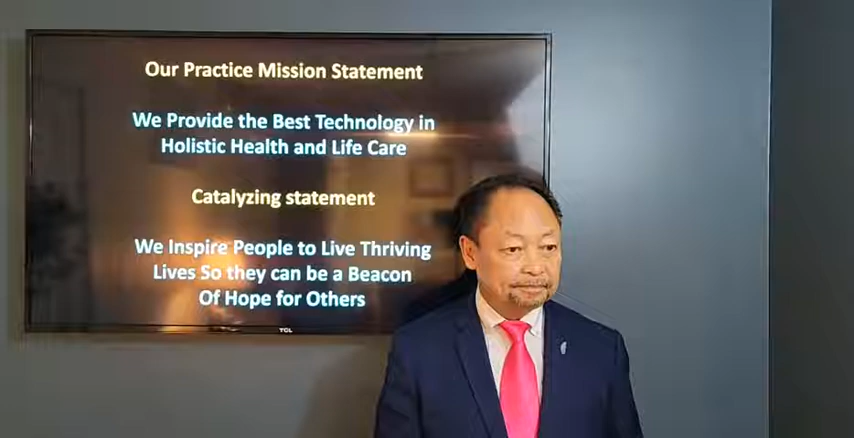 Our Practice Mission Statement
We Provide the Best Technology in
Holistic Health and Life Care
Catalyzing statement
We Inspire People to Live Thriving
Lives So they can be a Beacon
Of Hope for Others
TCL